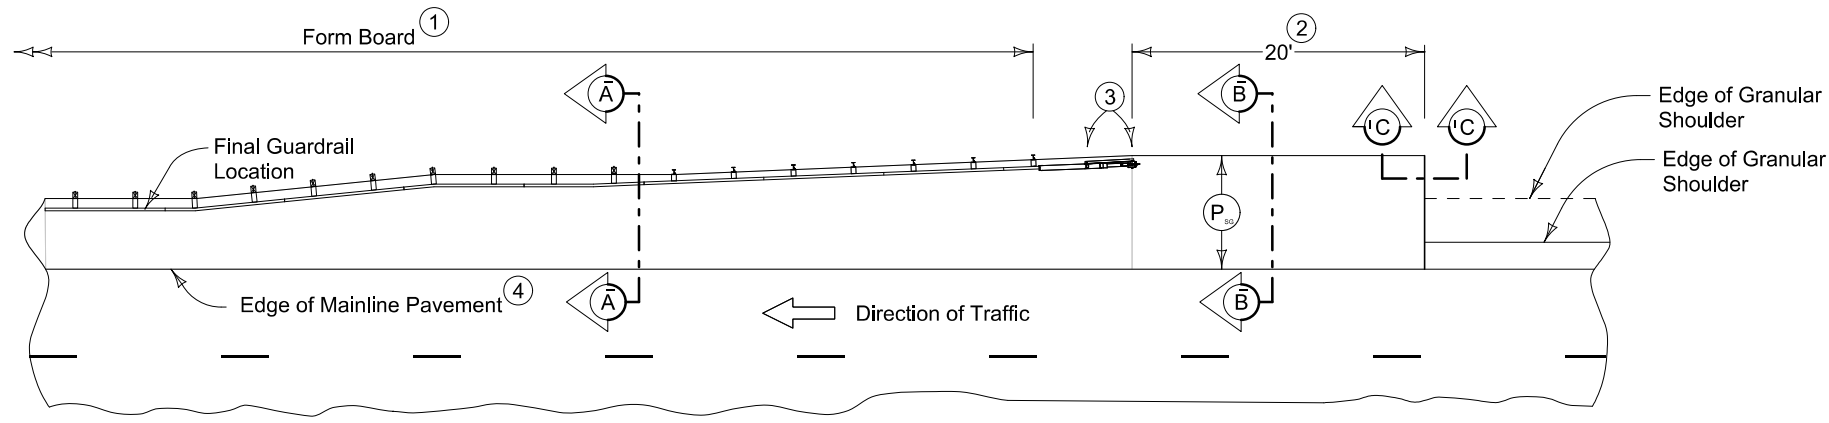 Form Board 1
2
20'
A
B
3
C C
Edge of Granular
Shoulder
Edge of Granular
Shoulder
Final Guardrail
Location
P SG
Edge of Mainline Pavement 4
A
B
Direction of Traffic